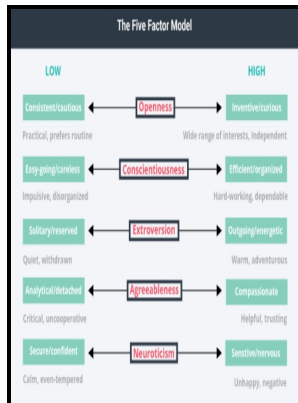 The Five Factor Model
LOW HIGH
Consistent/cautious Openness Inventive/curious
Practical, prefers routine Wide range of interests, Independent
Easy-going/careless Conscientiousness Efficient/organized
Impulsive, disorganized Hard-working, dependable
Solitary/reserved Extroversion Outgoing/energetic
Quiet, withdrawn Warm, adventurous
Analytical/detached Agreeableness Compassionate
Critical, uncooperative Helpful, trusting
Secure/confident Neuroticism Senstive/nervous
Calm, even-tempered Unhappy, negative